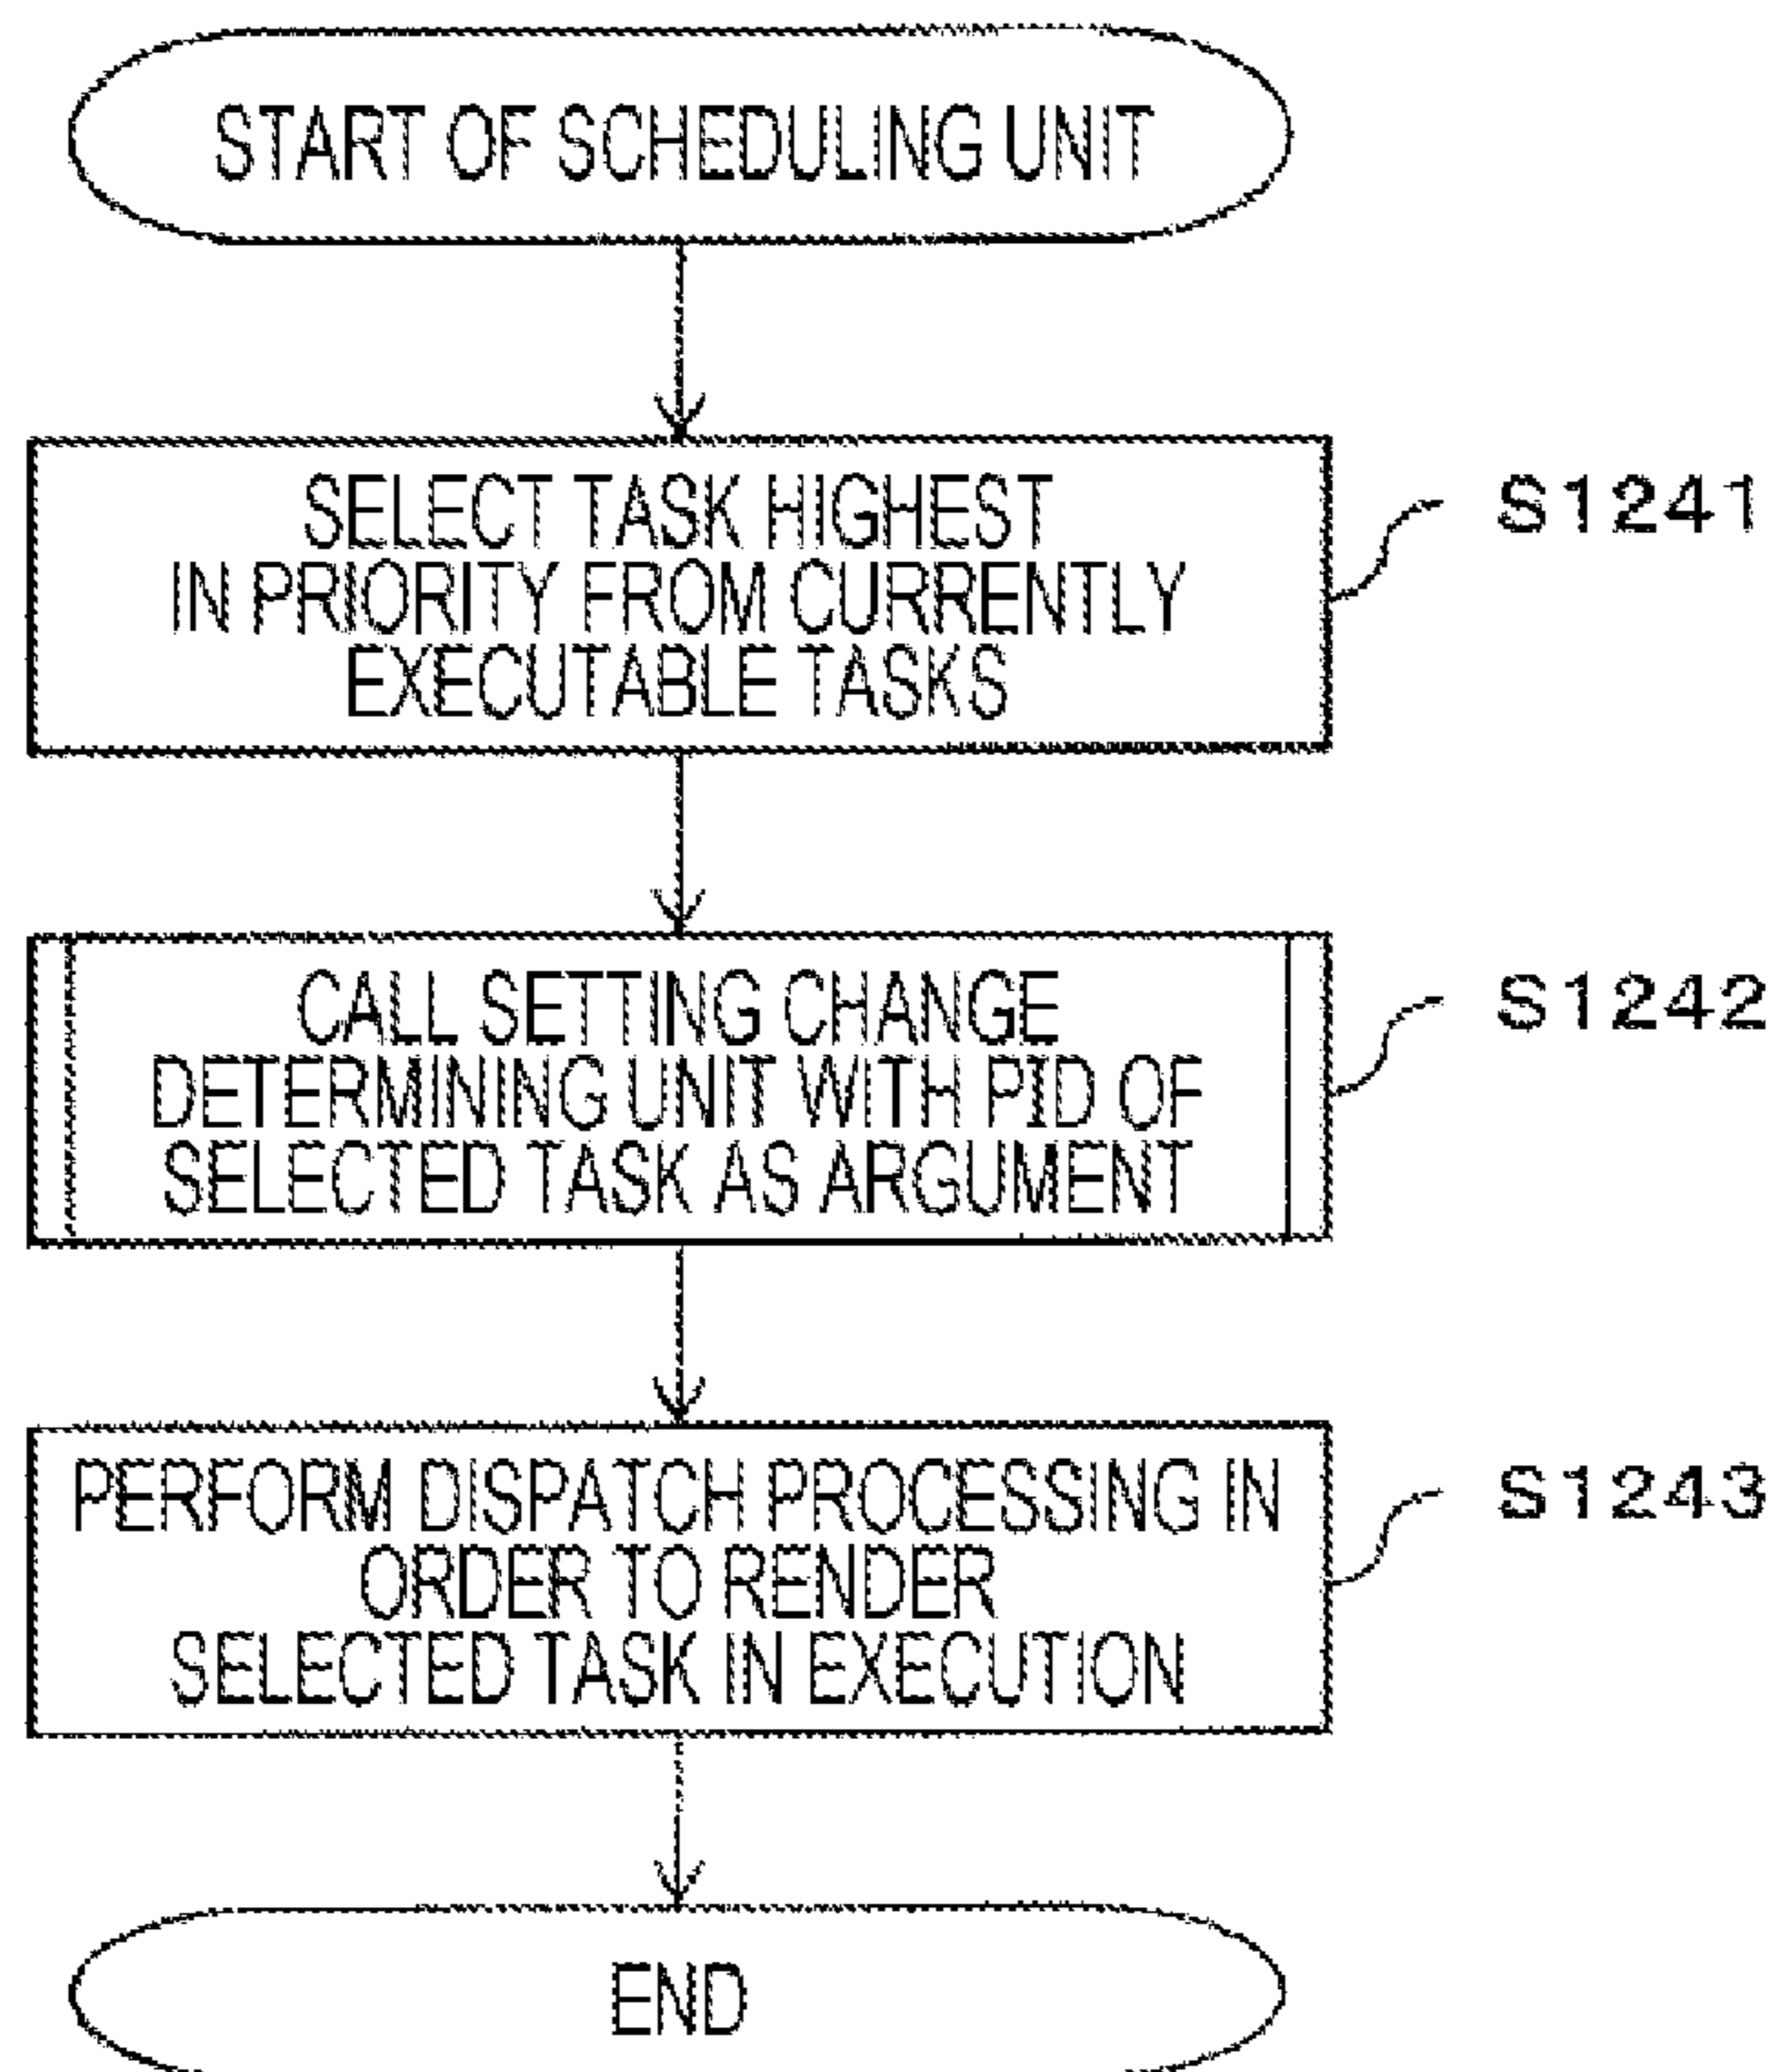 START OF SCHEDULING UNIT
SELECT TASK HIGHEST
IN PRIORITY FROM CURRENTLY
EXECUTABLE TASKS
S1241
CALL SETTING CHANGE
DETERMINING UNIT WITH PID OF
SELECTED TASK AS ARGUMENT
S1242
PERFORM DISPATCH PROCESSING IN
ORDER TO RENDER
SELECTED TASK IN EXECUTION
S1243
END